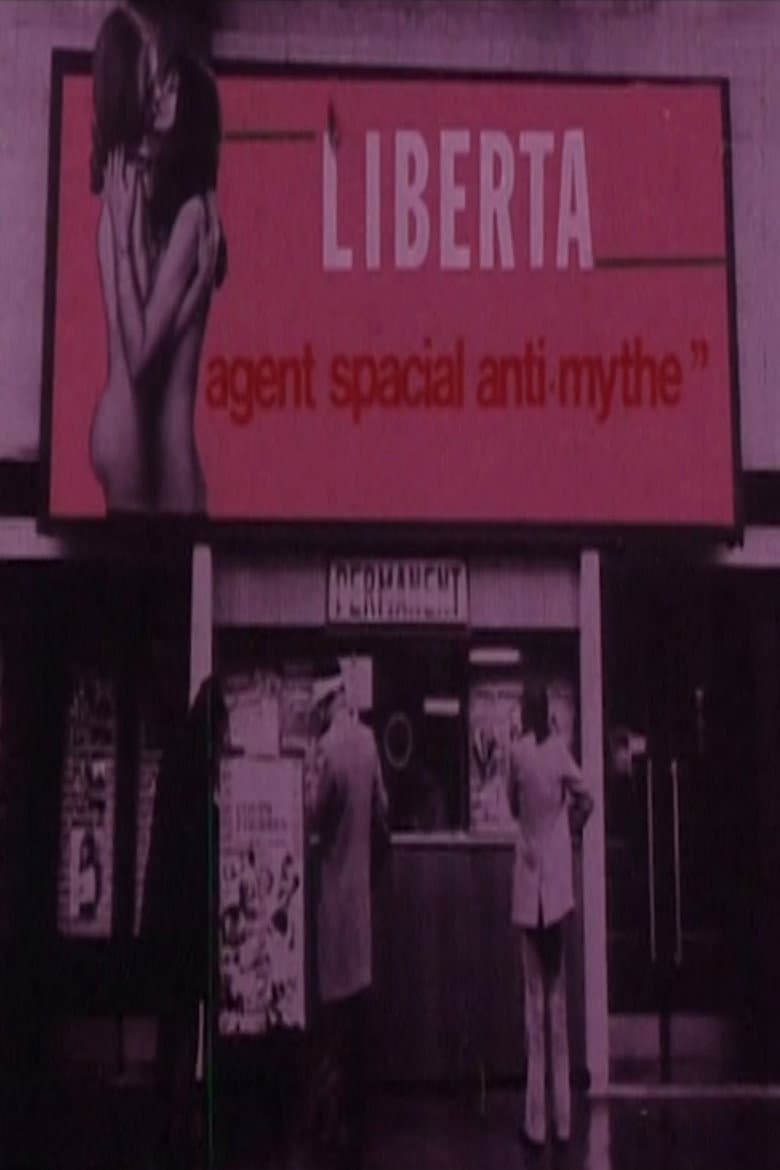 LIBERTA
agent spacial anti-mythe”
PERMANENT